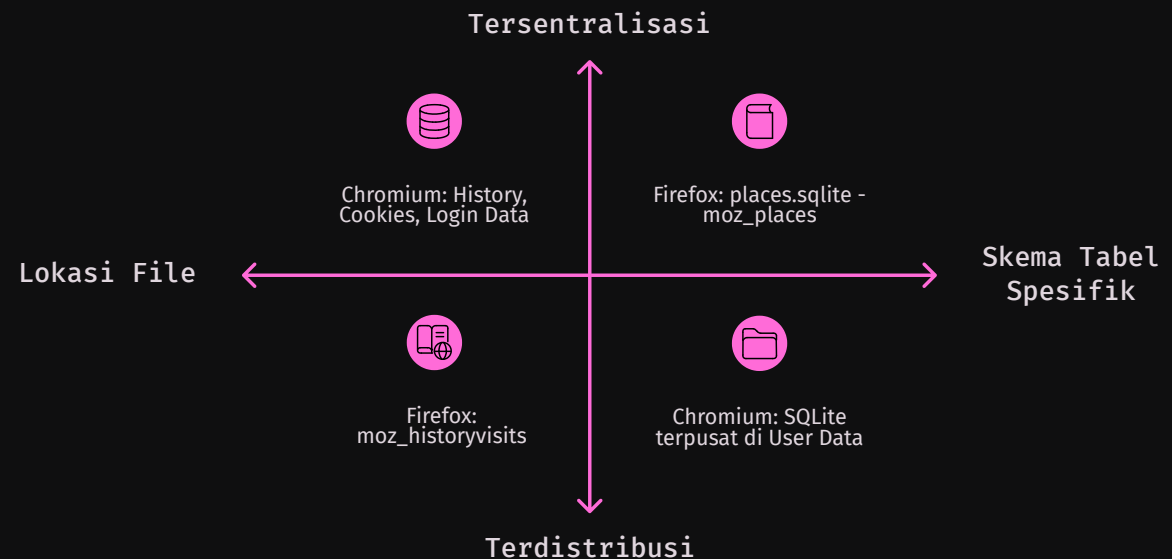 Tersentralisasi
Chromium: History,
Cookies, Login Data
Firefox: places.sqlite -
moz_places
Lokasi File
Skema Tabel
Spesifik
Firefox:
moz_historyvisits
Chromium: SQLite
terpusat di User Data
Terdistribusi